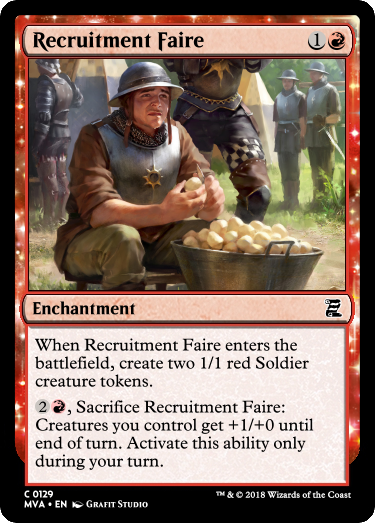 Recruitment Faire 1
Enchantment
When Recruitment Faire enters the
battlefield, create two 1/1 red Soldier
creature tokens.
2, Sacrifice Recruitment Faire:
Creatures you control get +1/+0 until
end of turn. Activate this ability only
during your turn.
C 0129
MVA • EN GRAFIT STUDIO ™ & © 2018 Wizards of the Coast